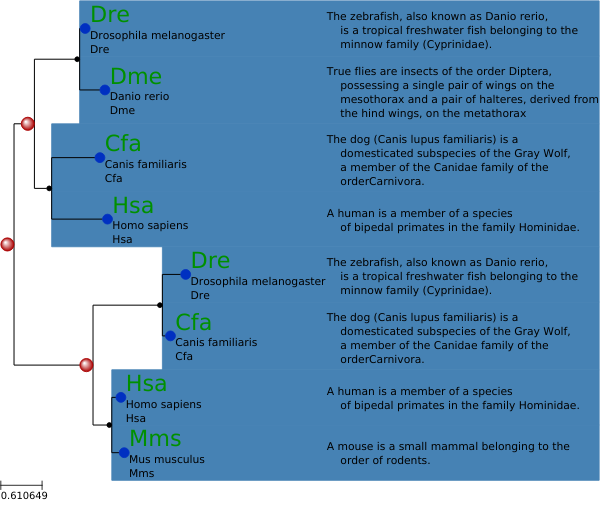 Dre
Drosophila melanogaster
Dre
The zebrafish, also known as Danio rerio,
is a tropical freshwater fish belonging to the
minnow family (Cyprinidae).
Dme
Danio rerio
Dme
True flies are insects of the order Diptera,
possessing a single pair of wings on the
mesothorax and a pair of halteres, derived from
the hind wings, on the metathorax
Cfa
Canis familiaris
Cfa
The dog (Canis lupus familiaris) is a
domesticated subspecies of the Gray Wolf,
a member of the Canidae family of the
orderCarnivora.
Hsa
Homo sapiens
Hsa
A human is a member of a species
of bipedal primates in the family Hominidae.
Dre
Drosophila melanogaster
Dre
The zebrafish, also known as Danio rerio,
is a tropical freshwater fish belonging to the
minnow family (Cyprinidae).
Cfa
Canis familiaris
Cfa
The dog (Canis lupus familiaris) is a
domesticated subspecies of the Gray Wolf,
a member of the Canidae family of the
orderCarnivora.
Hsa
Homo sapiens
Hsa
A human is a member of a species
of bipedal primates in the family Hominidae.
Mms
Mus musculus
Mms
A mouse is a small mammal belonging to the
order of rodents.
0.610649